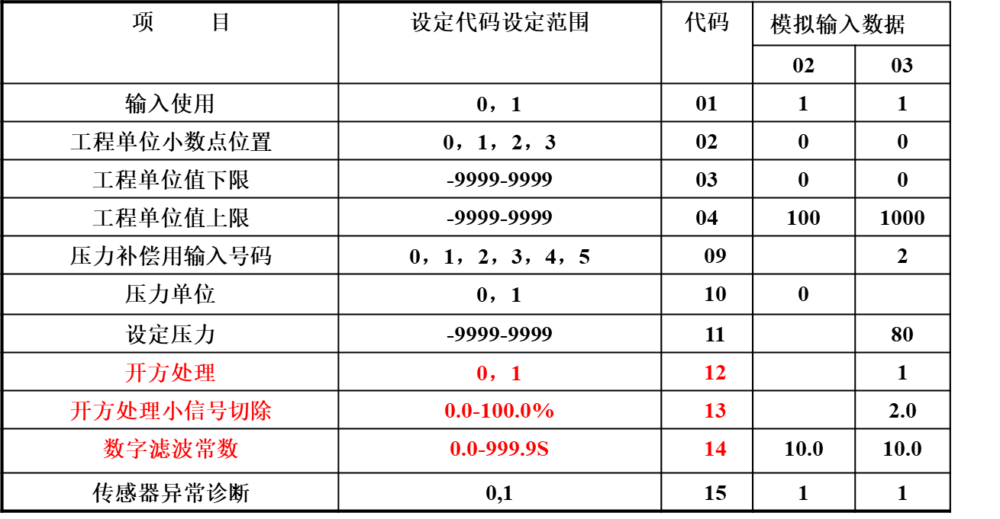 项 目 设定代码设定范围 代码 模拟输入数据
02 03
输入使用 0，1 01 1 1
工程单位小数点位置 0，1，2，3 02 0 0
工程单位值下限 -9999-9999 03 0 0
工程单位值上限 -9999-9999 04 100 1000
压力补偿用输入号码 0，1，2，3，4，5 09 2
压力单位 0，1 10 0
设定压力 -9999-9999 11 80
开方处理 0，1 12 1
开方处理小信号切除 0.0-100.0% 13 2.0
数字滤波常数 0.0-999.9S 14 10.0 10.0
传感器异常诊断 0,1 15 1 1